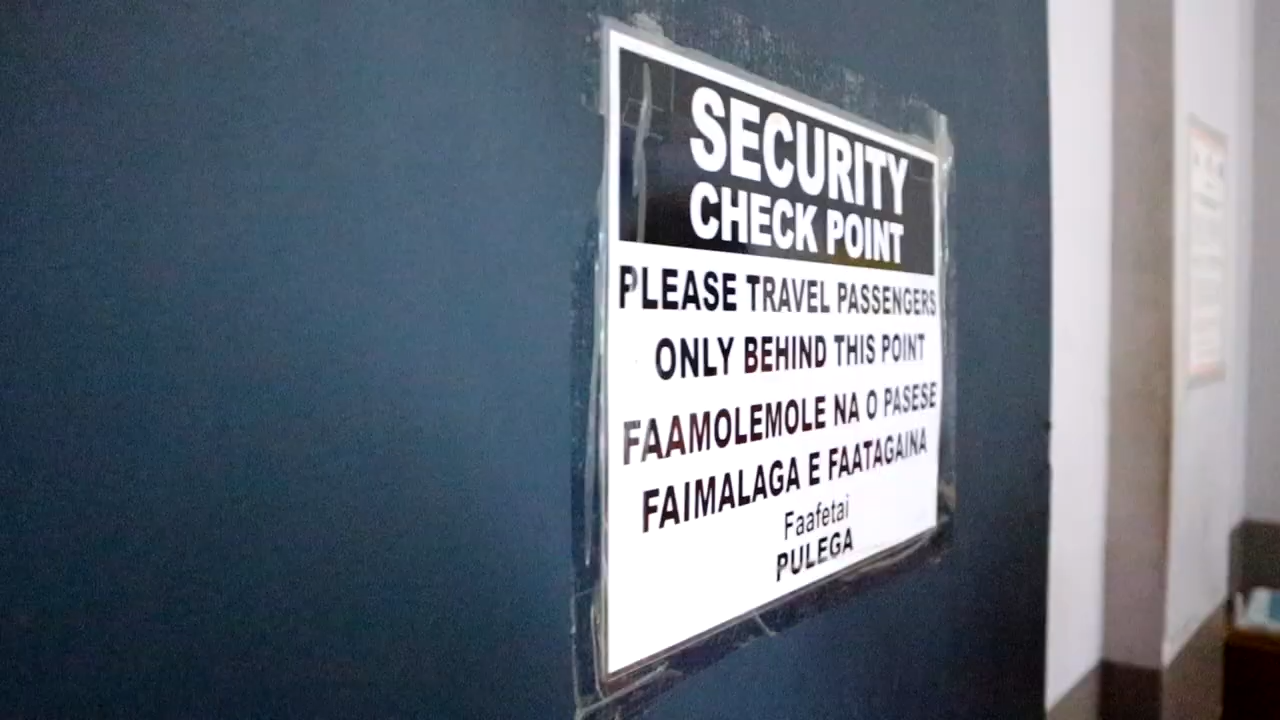 SECURITY
CHECK POINT
PLEASE TRAVEL PASSENGERS
ONLY BEHIND THIS POINT
FAAMOLEMOLE NA O PASESE
FAIMALAGA E FAATAGAINA
Faafetai
PULEGA